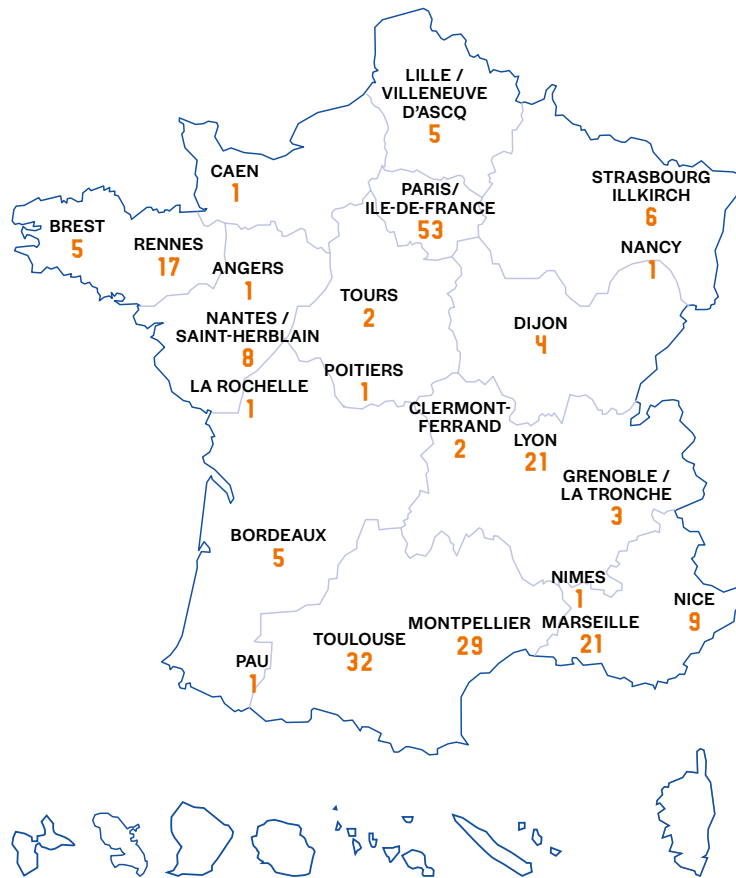 LILLE /
VILLENEUVE
D'ASCQ
5
CAEN
1
PARIS/
ILE-DE-FRANCE
53
STRASBOURG
ILLKIRCH
6
BREST
5
RENNES
17
NANCY
1
ANGERS
1
TOURS
2
NANTES /
SAINT-HERBLAIN
8
DIJON
4
POITIERS
1
LA ROCHELLE
1
CLERMONT-
FERRAND
2
LYON
21
GRENOBLE /
LA TRONCHE
3
BORDEAUX
5
NIMES
1
NICE
9
MARSEILLE
21
MONTPELLIER
29
TOULOUSE
32
PAU
1